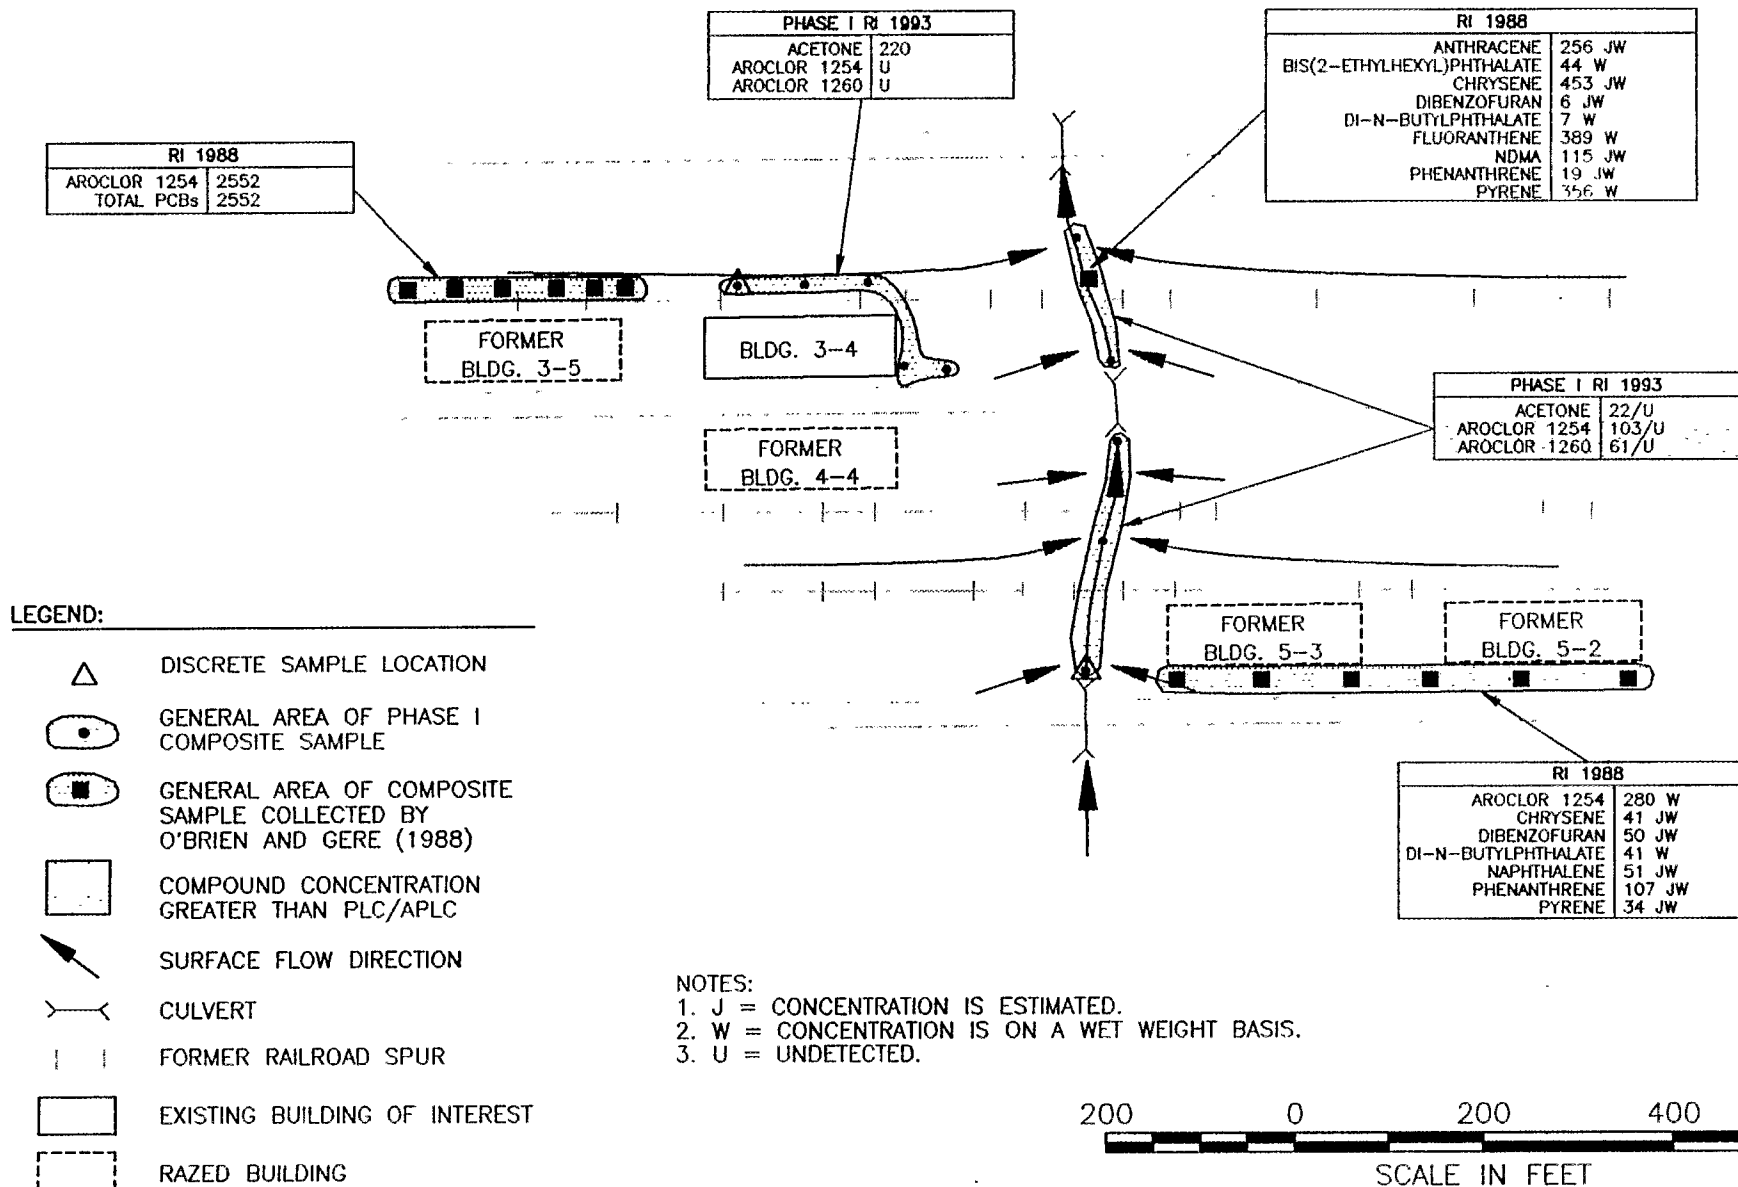 PHASE I RI 1993
ACETONE 220
AROCLOR 1254 U
AROCLOR 1260 U
RI 1988
ANTHRACENE 256 JW
BIS(2-ETHYLHEXYL)PHTHALATE 44 W
CHRYSENE 453 JW
DIBENZOFURAN 6 JW
DI-N-BUTYLPHTHALATE 7 W
FLUORANTHENE 389 W
NDMA 115 JW
PHENANTHRENE 19 JW
PYRENE 356 W
RI 1988
AROCLOR 1254 2552
TOTAL PCBs 2552
FORMER
BLDG. 3-5
BLDG. 3-4
PHASE I RI 1993
ACETONE 22/U
AROCLOR 1254 103/U
AROCLOR 1260 61/U
FORMER
BLDG. 4-4
FORMER
BLDG. 5-3
FORMER
BLDG. 5-2
RI 1988
AROCLOR 1254 280 W
CHRYSENE 41 JW
DIBENZOFURAN 50 JW
DI-N-BUTYLPHTHALATE 41 W
NAPHTHALENE 51 JW
PHENANTHRENE 107 JW
PYRENE 34 JW
LEGEND:
DISCRETE SAMPLE LOCATION
GENERAL AREA OF PHASE I
COMPOSITE SAMPLE
GENERAL AREA OF COMPOSITE
SAMPLE COLLECTED BY
O'BRIEN AND GERE (1988)
COMPOUND CONCENTRATION
GREATER THAN PLC/APLC
SURFACE FLOW DIRECTION
CULVERT
FORMER RAILROAD SPUR
EXISTING BUILDING OF INTEREST
RAZED BUILDING
NOTES:
1. J = CONCENTRATION IS ESTIMATED.
2. W = CONCENTRATION IS ON A WET WEIGHT BASIS.
3. U = UNDETECTED.
200 0 200 400
SCALE IN FEET